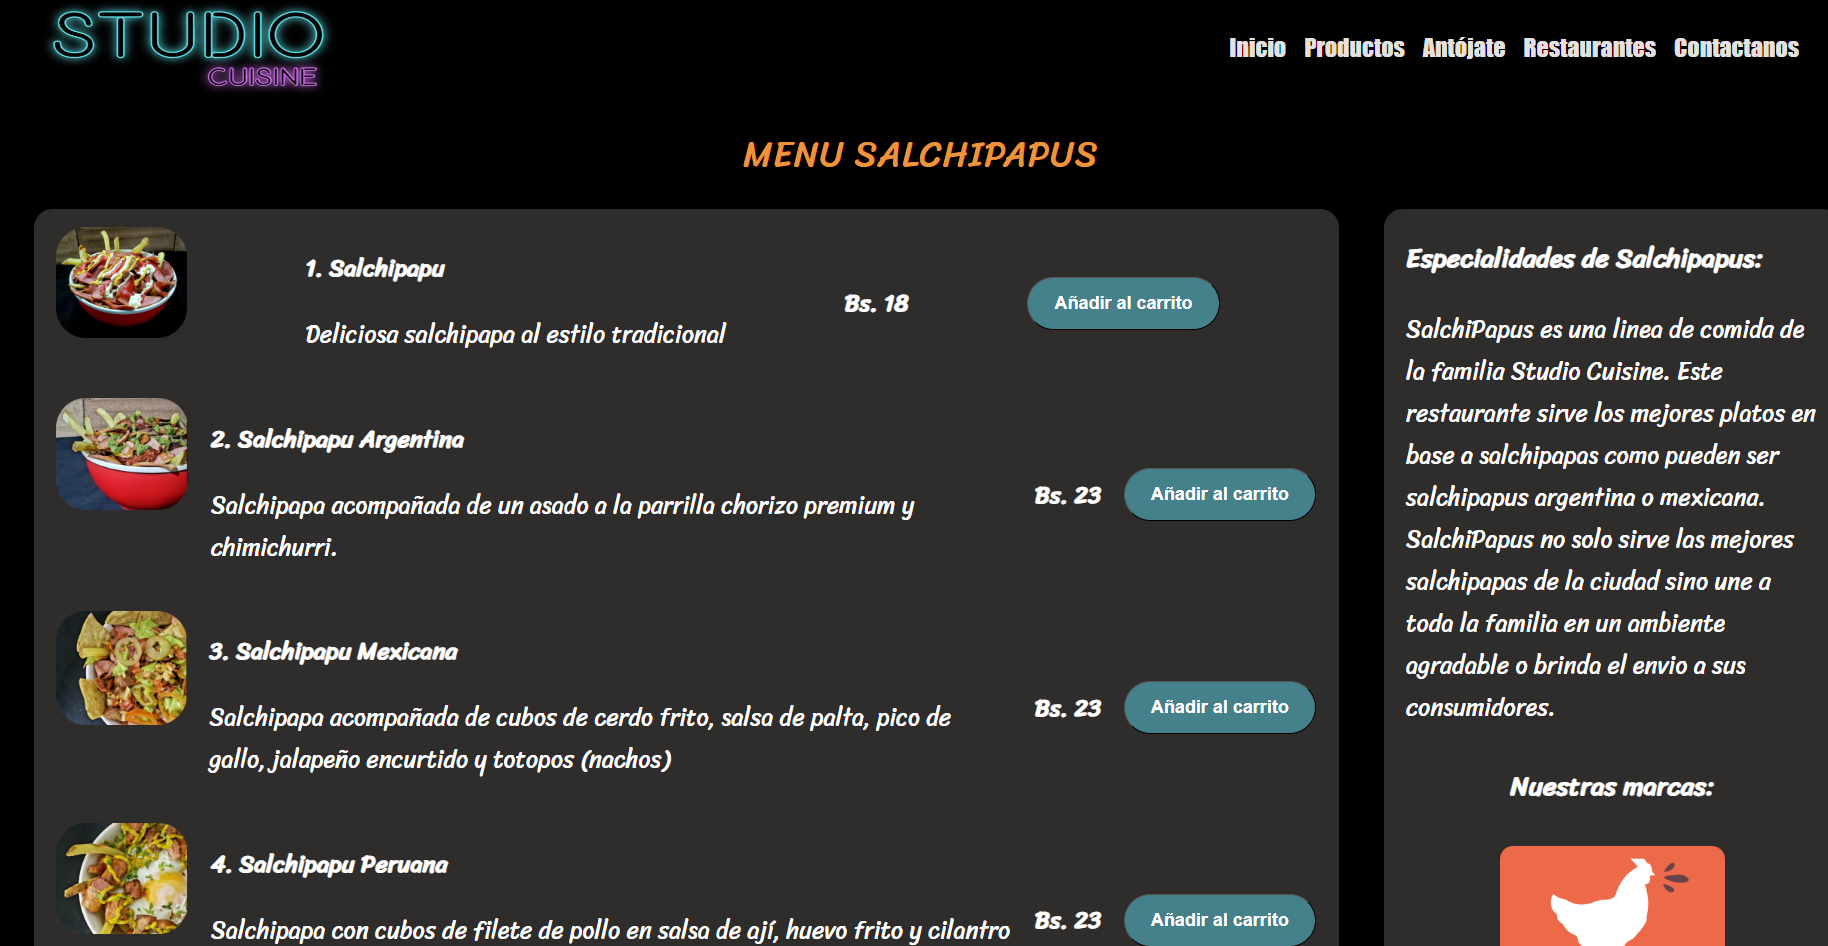 STUDIO
CUISINE
Inicio Productos Antójate Restaurantes Contactanos
MENU SALCHIPAPUS
1. Salchipapu
Deliciosa salchipapa al estilo tradicional
Bs. 18
Añadir al carrito
2. Salchipapu Argentina
Salchipapa acompañada de un asado a la parrilla chorizo premium y
chimichurri.
Bs. 23
Añadir al carrito
3. Salchipapu Mexicana
Salchipapa acompañada de cubos de cerdo frito, salsa de palta, pico de
gallo, jalapeño encurtido y totopos (nachos)
Bs. 23
Añadir al carrito
4. Salchipapu Peruana
Salchipapa con cubos de filete de pollo en salsa de ají, huevo frito y cilantro
Bs. 23
Añadir al carrito
Especialidades de Salchipapus:
SalchiPapus es una linea de comida de
la familia Studio Cuisine. Este
restaurante sirve los mejores platos en
base a salchipapas como pueden ser
salchipapus argentina o mexicana.
SalchiPapus no solo sirve las mejores
salchipapas de la ciudad sino une a
toda la familia en un ambiente
agradable o brinda el envio a sus
consumidores.
Nuestras marcas: